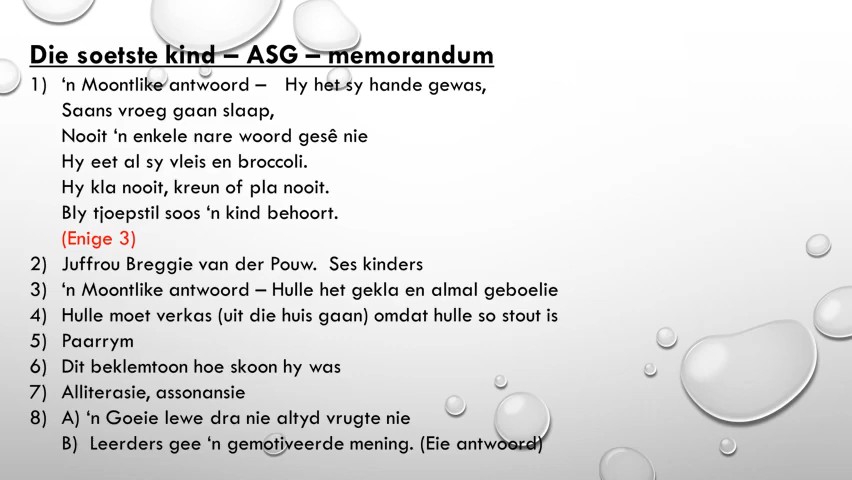 Die soetste kind – ASG – memorandum
1) ‘n Moontlike antwoord – Hy het sy hande gewas,
Saans vroeg gaan slaap,
Nooit ‘n enkele nare woord gesê nie
Hy eet al sy vleis en broccoli.
Hy kla nooit, kreun of pla nooit.
Bly tjoepstil soos ‘n kind behoort.
(Enige 3)
2) Juffrou Breggie van der Pouw. Ses kinders
3) ‘n Moontlike antwoord – Hulle het gekla en almal geboelie
4) Hulle moet verkas (uit die huis gaan) omdat hulle so stout is
5) Paarrym
6) Dit beklemtoon hoe skoon hy was
7) Alliterasie, assonansie
8) A) ‘n Goeie lewe dra nie altyd vrugte nie
B) Leerders gee ‘n gemotiveerde mening. (Eie antwoord)